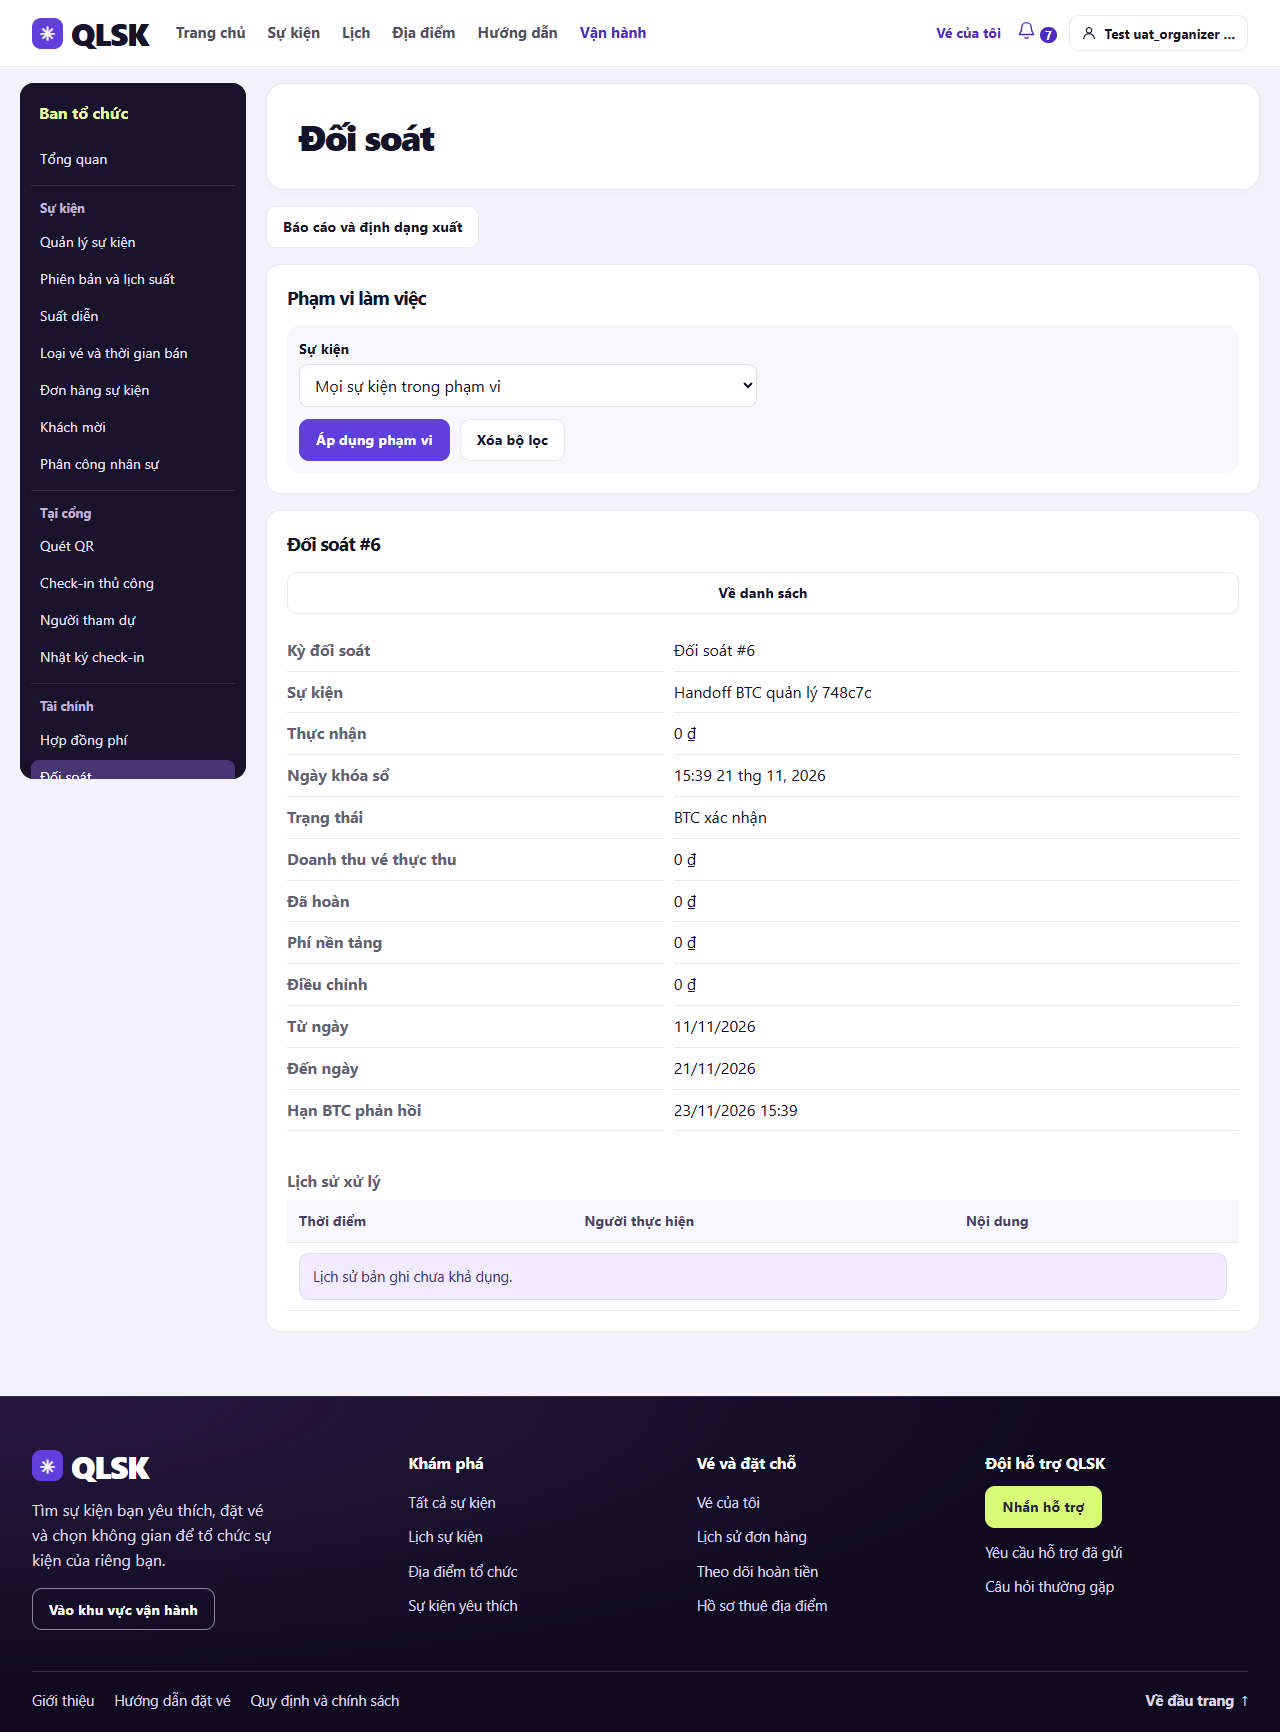 QLSK
Trang chủ
Sự kiện
Lịch
Địa điểm
Hướng dẫn
Vận hành
Vé của tôi
7
Test uat_organizer ...
Ban tổ chức
Tổng quan
Sự kiện
Quản lý sự kiện
Phiên bản và lịch suất
Suất diễn
Loại vé và thời gian bán
Đơn hàng sự kiện
Khách mời
Phân công nhân sự
Tại cổng
Quét QR
Check-in thủ công
Người tham dự
Nhật ký check-in
Tài chính
Hợp đồng phí
Đối soát
Đối soát
Báo cáo và định dạng xuất
Phạm vi làm việc
Sự kiện
Mọi sự kiện trong phạm vi
Áp dụng phạm vi
Xóa bộ lọc
Đối soát #6
Về danh sách
Kỳ đối soát
Đối soát #6
Sự kiện
Handoff BTC quản lý 748c7c
Thực nhận
0 ₫
Ngày khóa sổ
15:39 21 thg 11, 2026
Trạng thái
BTC xác nhận
Doanh thu vé thực thu
0 ₫
Đã hoàn
0 ₫
Phí nền tảng
0 ₫
Điều chỉnh
0 ₫
Từ ngày
11/11/2026
Đến ngày
21/11/2026
Hạn BTC phản hồi
23/11/2026 15:39
Lịch sử xử lý
Thời điểm
Người thực hiện
Nội dung
Lịch sử bản ghi chưa khả dụng.
QLSK
Tìm sự kiện bạn yêu thích, đặt vé
và chọn không gian để tổ chức sự
kiện của riêng bạn.
Vào khu vực vận hành
Khám phá
Tất cả sự kiện
Lịch sự kiện
Địa điểm tổ chức
Sự kiện yêu thích
Vé và đặt chỗ
Vé của tôi
Lịch sử đơn hàng
Theo dõi hoàn tiền
Hồ sơ thuê địa điểm
Đội hỗ trợ QLSK
Nhắn hỗ trợ
Yêu cầu hỗ trợ đã gửi
Câu hỏi thường gặp
Giới thiệu
Hướng dẫn đặt vé
Quy định và chính sách
Về đầu trang ↑